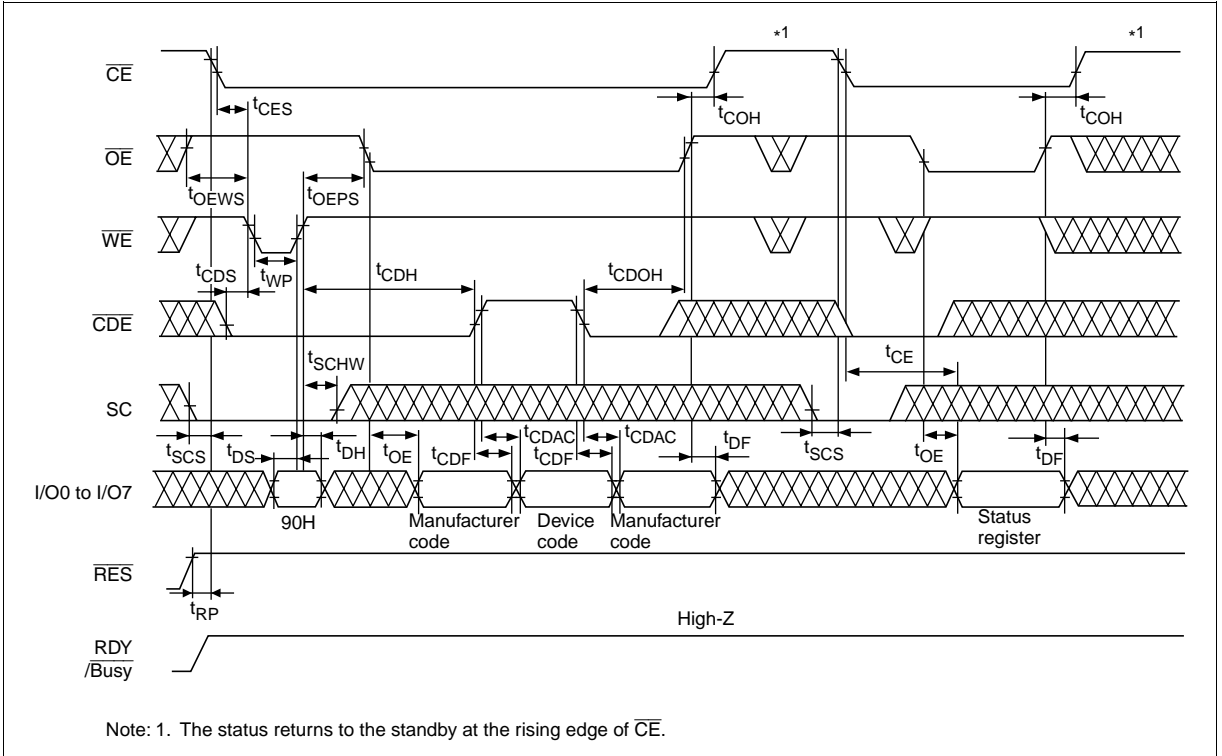 *1 *1
CE
tCES tCOH tCOH
OE
tOEWS tOEPS
WE
tCDS tWP tCDH tCDOH
CDE
tSCHW tCE
SC
tSCS tDS tDH tOE tCDAC tCDF tCDAC tCDF tDF tSCS tOE tDF
I/O0 to I/O7
90H Manufacturer code Device code Manufacturer code Status register
RES
tRP
High-Z
RDY
/Busy
Note: 1. The status returns to the standby at the rising edge of CE.